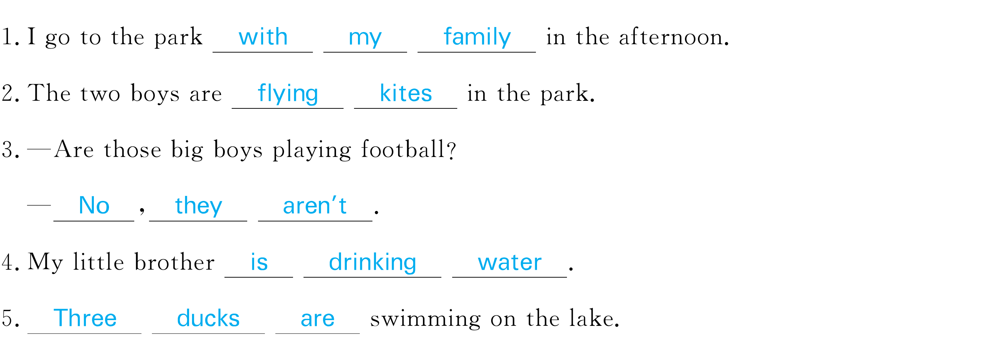 1. I go to the park with my family in the afternoon.
2. The two boys are flying kites in the park.
3. —Are those big boys playing football?
— No , they aren't .
4. My little brother is drinking water .
5. Three ducks are swimming on the lake.